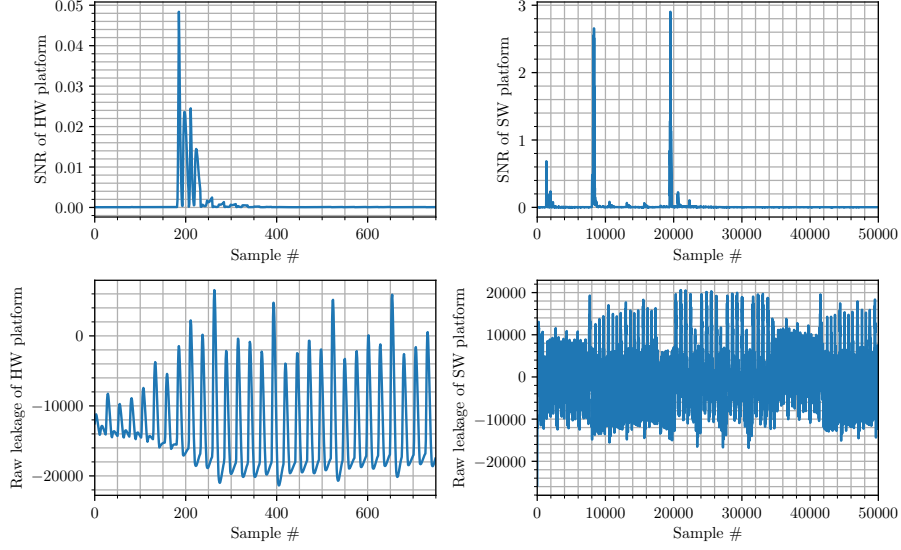 SNR of HW platform
0.05
0.04
0.03
0.02
0.01
0.00
0 200 400 600
Sample #
SNR of SW platform
3
2
1
0
0 10000 20000 30000 40000 50000
Sample #
Raw leakage of HW platform
0
−10000
−20000
0 200 400 600
Sample #
Raw leakage of SW platform
20000
10000
0
−10000
−20000
0 10000 20000 30000 40000 50000
Sample #